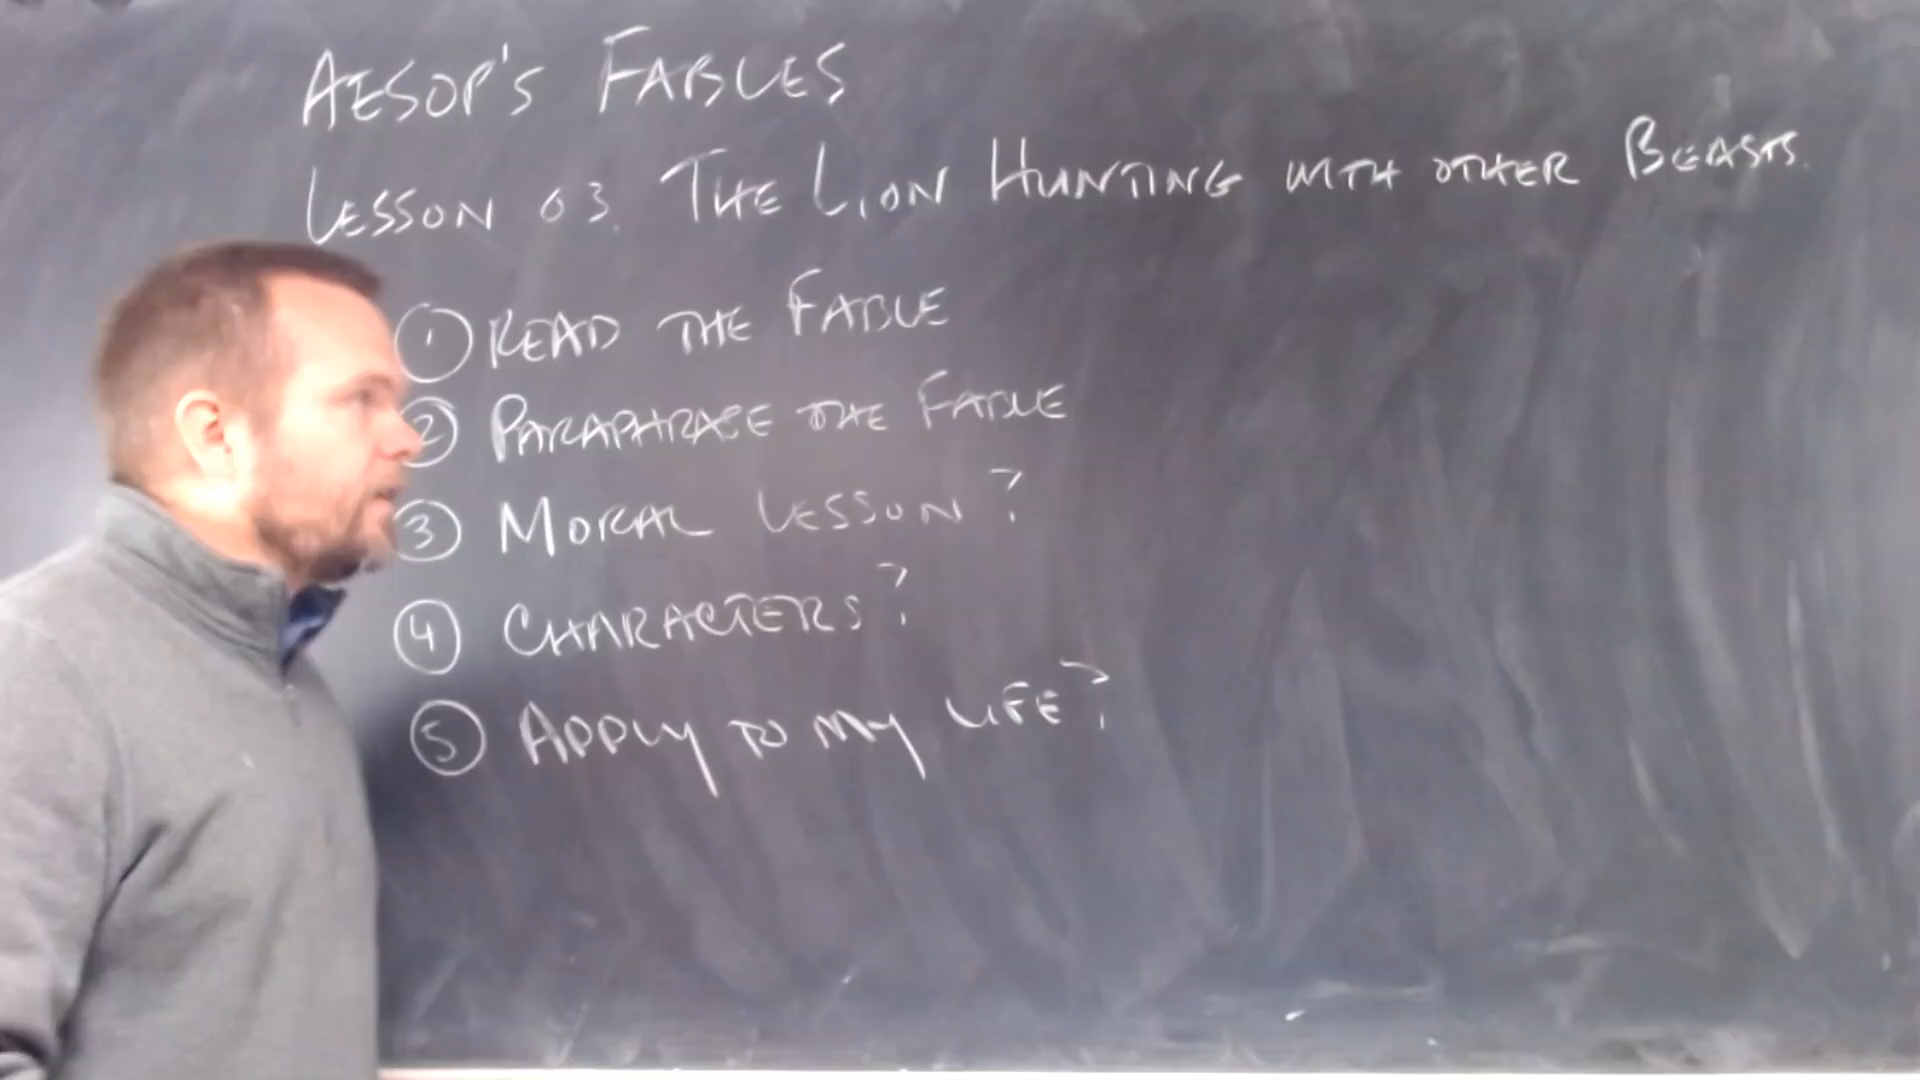 AESOP'S FABLES
LESSON 03. THE LION HUNTING WITH OTHER BEASTS.
1 READ THE FABLE
2 PARAPHRASE THE FABLE
3 MORAL LESSON?
4 CHARACTERS?
5 APPLY TO MY LIFE?